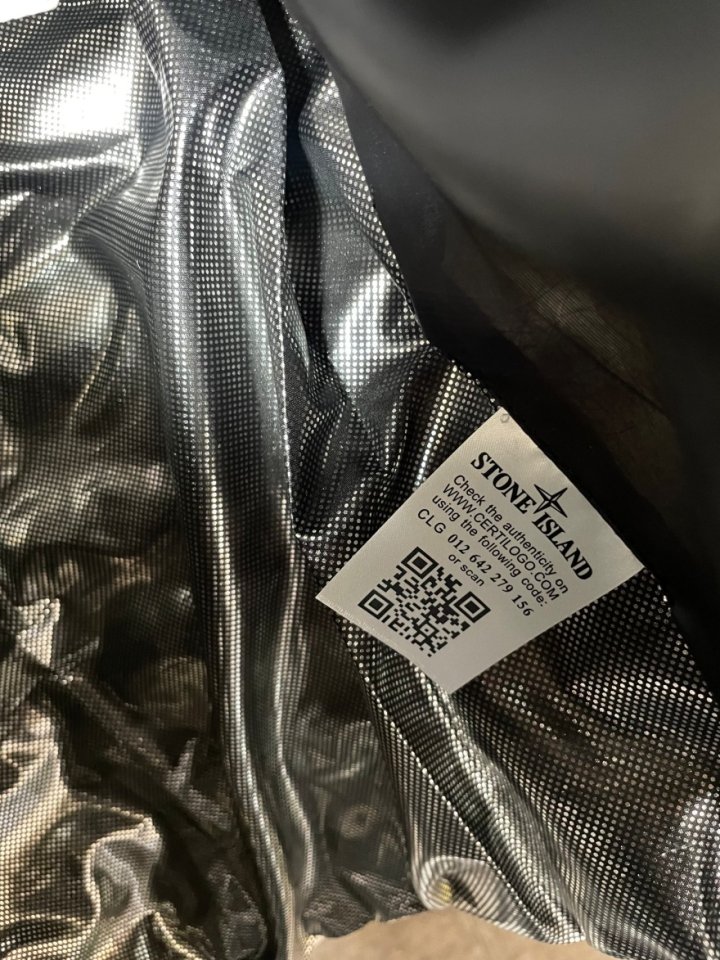 STONE ISLAND
Check the authenticity on
WWW.CERTILOGO.COM
using the following code:
CLG 012 642 279 156
or scan